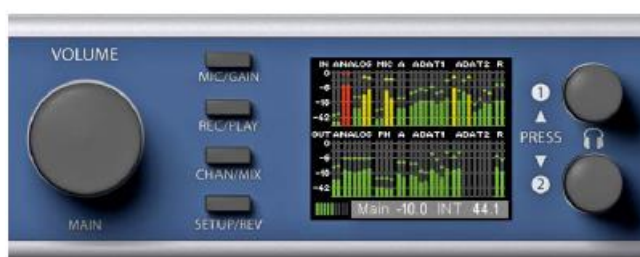 VOLUME
MAIN
MIC/GAIN
REC/PLAY
CHAN/MIX
SETUP/REV
IN ANALOG MIC A ADAT1 ADAT2 R
0
-6
-18
-42
OUT ANALOG PH A ADAT1 ADAT2 R
0
-6
-18
-42
Main -10.0 INT 44.1
1
PRESS
2